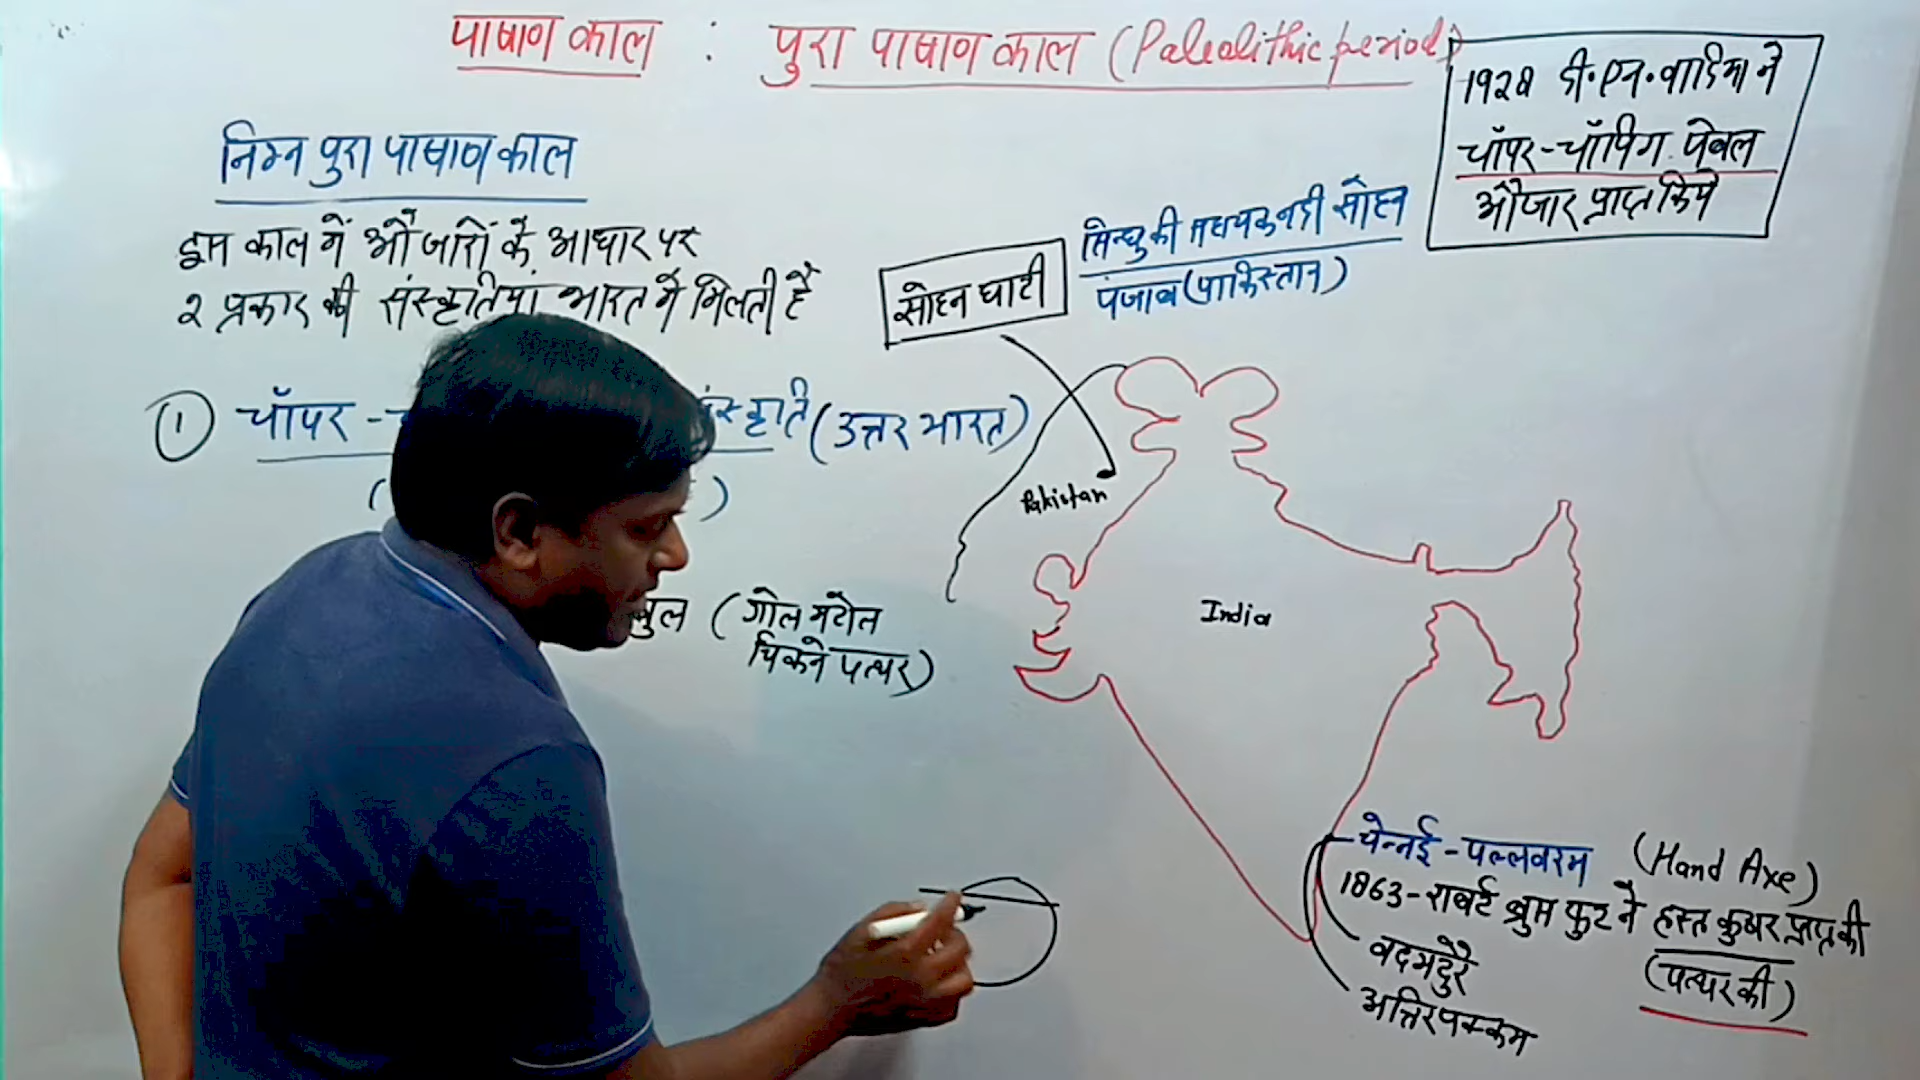 पाषाण काल : पुरा पाषाण काल (Paleolithic period)
1928 डी.एन.वाडिया ने
चॉपर-चॉपिंग पेबुल
औजार प्राप्त किये
निम्न पुरा पाषाण काल
इस काल में औजारों के आधार पर
2 प्रकार की संस्कृतियां भारत में मिलती है
सिन्धु की सहायक नदी सोहन
पंजाब (पाकिस्तान)
सोहन घाटी
① चॉपर - संस्कृति (उत्तर भारत)
( )
Pakistan
India
(गोल मटोल
चिकने पत्थर)
चेन्नई - पल्लवरम (Hand Axe)
1863 - राबर्ट ब्रुस फुट ने हस्त कुठार प्राप्त की
(पत्थर की)
वदमदुरै
अत्तिरपक्कम